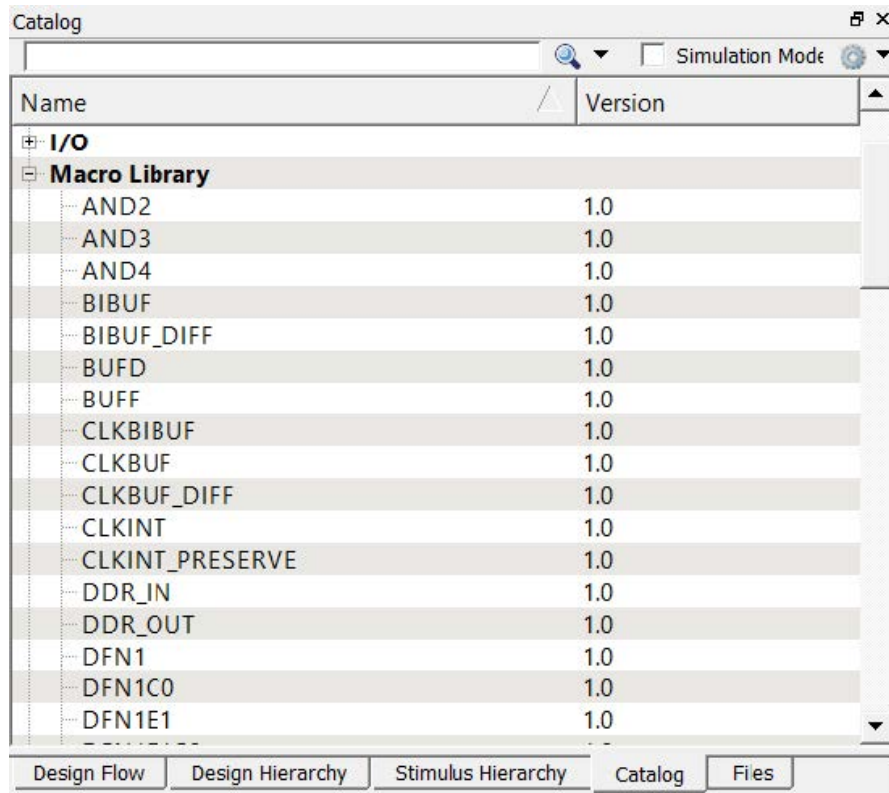 Catalog
Simulation Mode
Name Version
I/O
Macro Library
AND2 1.0
AND3 1.0
AND4 1.0
BIBUF 1.0
BIBUF_DIFF 1.0
BUFD 1.0
BUFF 1.0
CLKBIBUF 1.0
CLKBUF 1.0
CLKBUF_DIFF 1.0
CLKINT 1.0
CLKINT_PRESERVE 1.0
DDR_IN 1.0
DDR_OUT 1.0
DFN1 1.0
DFN1C0 1.0
DFN1E1 1.0
Design Flow Design Hierarchy Stimulus Hierarchy Catalog Files